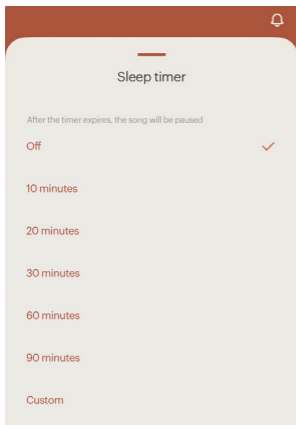 Sleep timer
After the timer expires, the song will be paused
Off
10 minutes
20 minutes
30 minutes
60 minutes
90 minutes
Custom